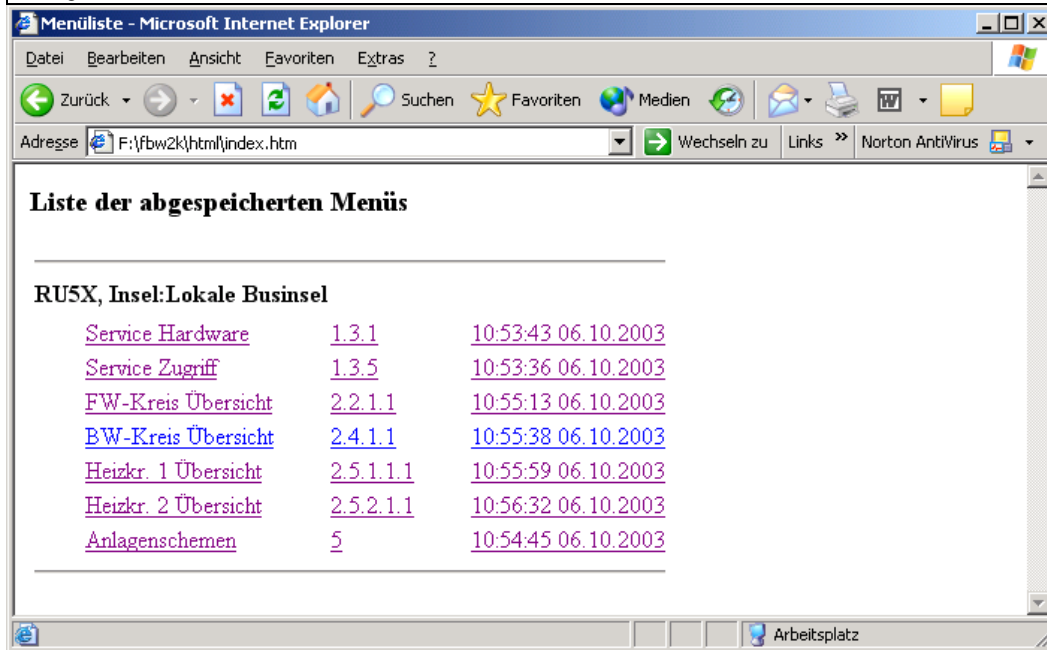 Menüliste - Microsoft Internet Explorer
Datei Bearbeiten Ansicht Favoriten Extras ?
Zurück Suchen Favoriten Medien W
Adresse F:\fbw2k\html\index.htm Wechseln zu Links » Norton AntiVirus
Liste der abgespeicherten Menüs
RU5X, Insel:Lokale Businsel
Service Hardware 1.3.1 10:53:43 06.10.2003
Service Zugriff 1.3.5 10:53:36 06.10.2003
FW-Kreis Übersicht 2.2.1.1 10:55:13 06.10.2003
BW-Kreis Übersicht 2.4.1.1 10:55:38 06.10.2003
Heizkr. 1 Übersicht 2.5.1.1.1 10:55:59 06.10.2003
Heizkr. 2 Übersicht 2.5.2.1.1 10:56:32 06.10.2003
Anlagenschemen 5 10:54:45 06.10.2003
Arbeitsplatz